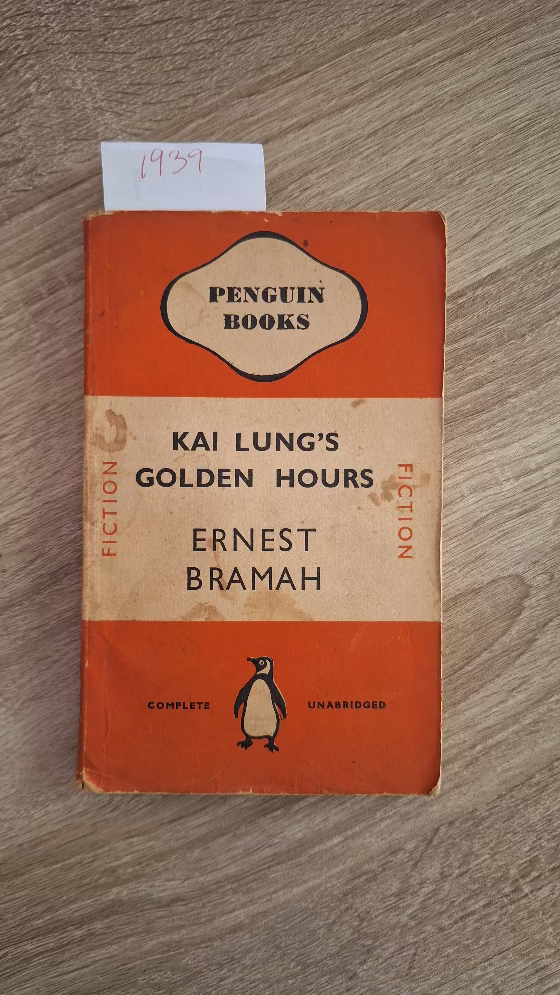 1939
PENGUIN
BOOKS
KAI LUNG'S
GOLDEN HOURS
FICTION
FICTION
ERNEST
BRAMAH
COMPLETE
UNABRIDGED